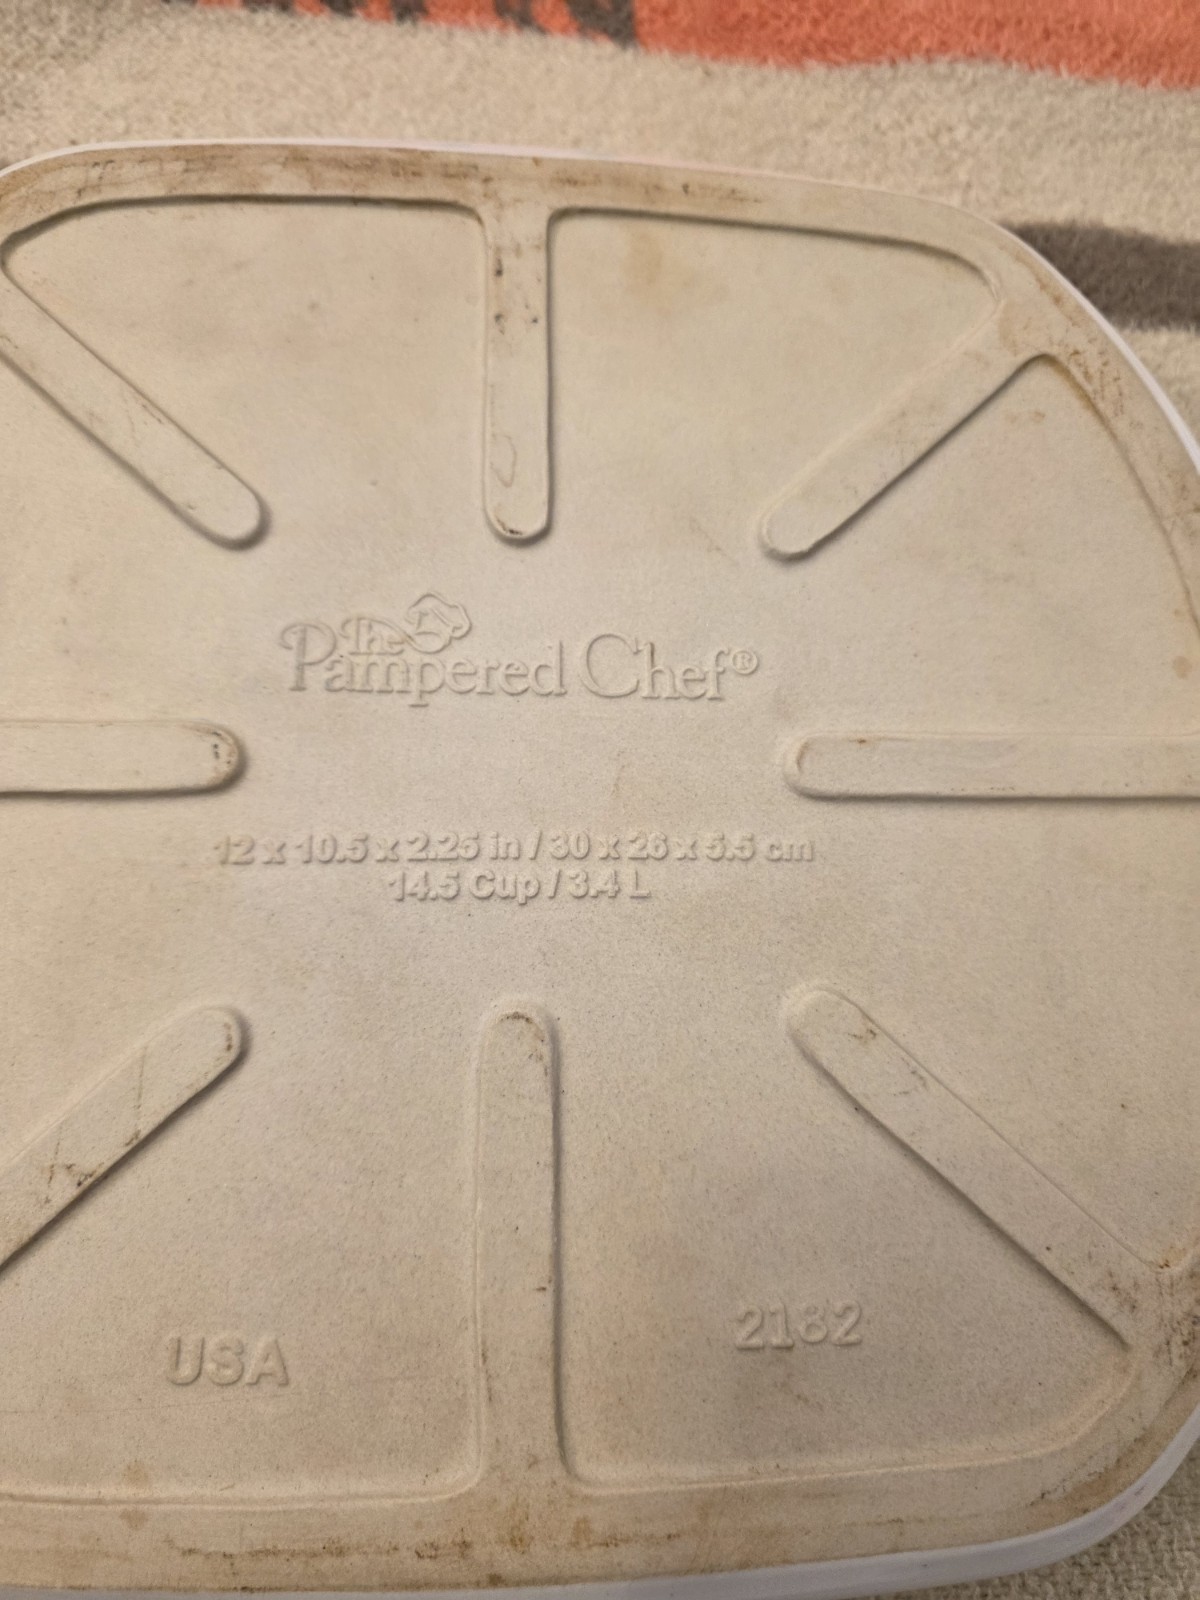 The
Pampered Chef®
12 x 10.5 x 2.25 in / 30 x 26 x 5.5 cm
14.5 Cup / 3.4 L
USA
2182